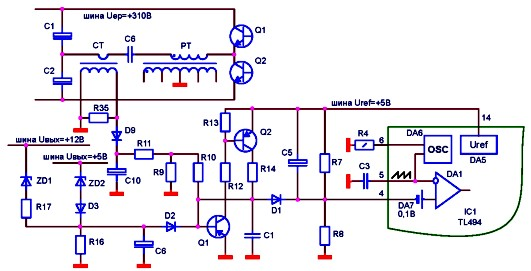 шина Uep=+310В
C1
CT
C6
PT
Q1
C2
Q2
R35
шина Uref=+5В
14
шина Uвых=+12В
D9
R13
Q2
R4
6
DA6
OSC
Uref
DA5
шина Uвых=+5В
R11
C5
R7
ZD1
ZD2
C10
R9
R10
C3
5
DA1
R17
D3
R12
R14
D1
4
DA7
0,1В
IC1
TL494
D2
R16
C6
Q1
C1
R8